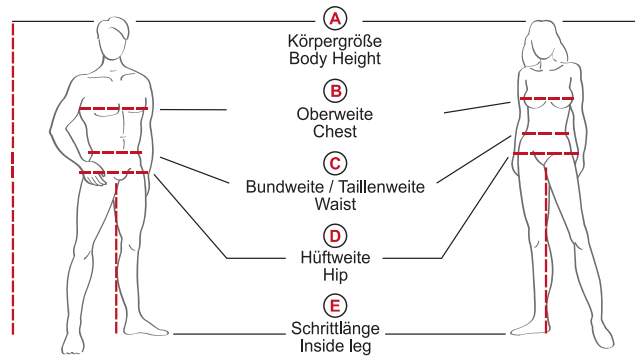 A
Körpergröße
Body Height
B
Oberweite
Chest
C
Bundweite / Taillenweite
Waist
D
Hüftweite
Hip
E
Schrittlänge
Inside leg